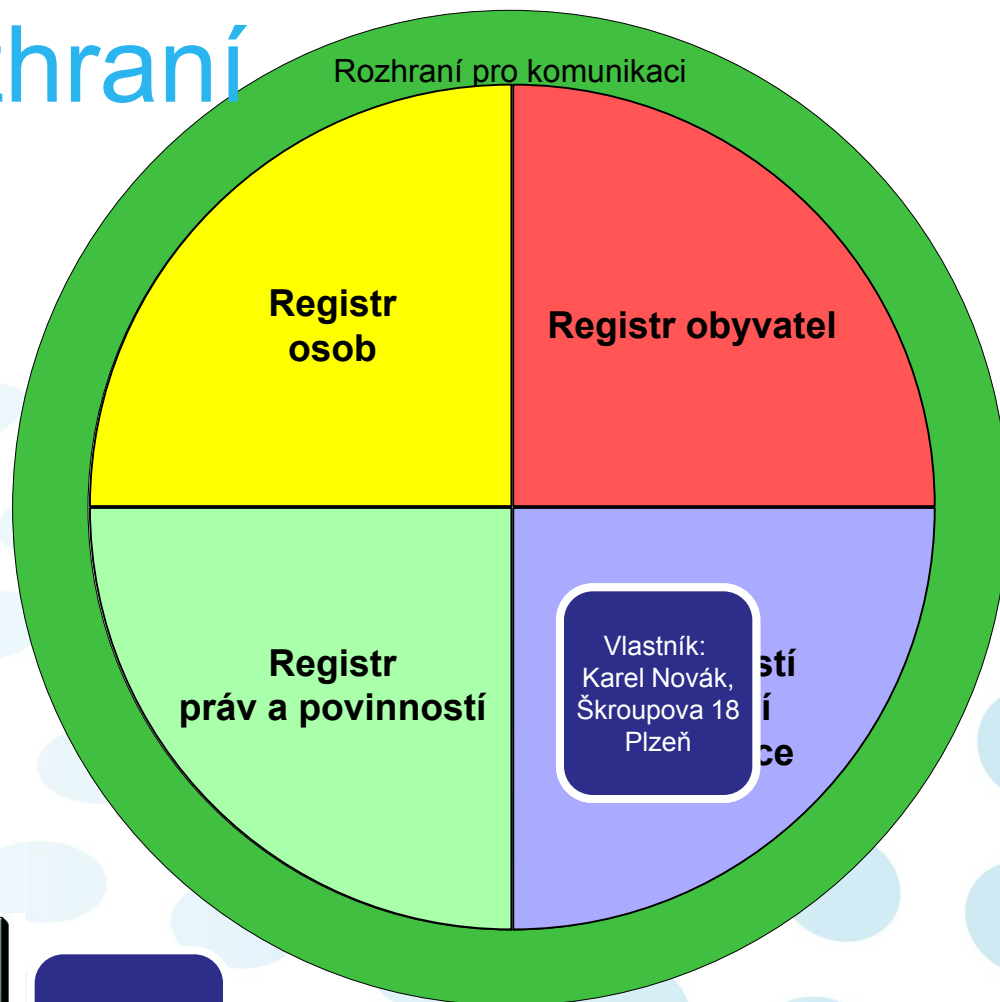 zhraní
Rozhraní pro komunikaci
Registr
osob
Registr obyvatel
Registr
práv a povinností
Vlastník:
Karel Novák,
Škroupova 18
Plzeň
stí
í
ce